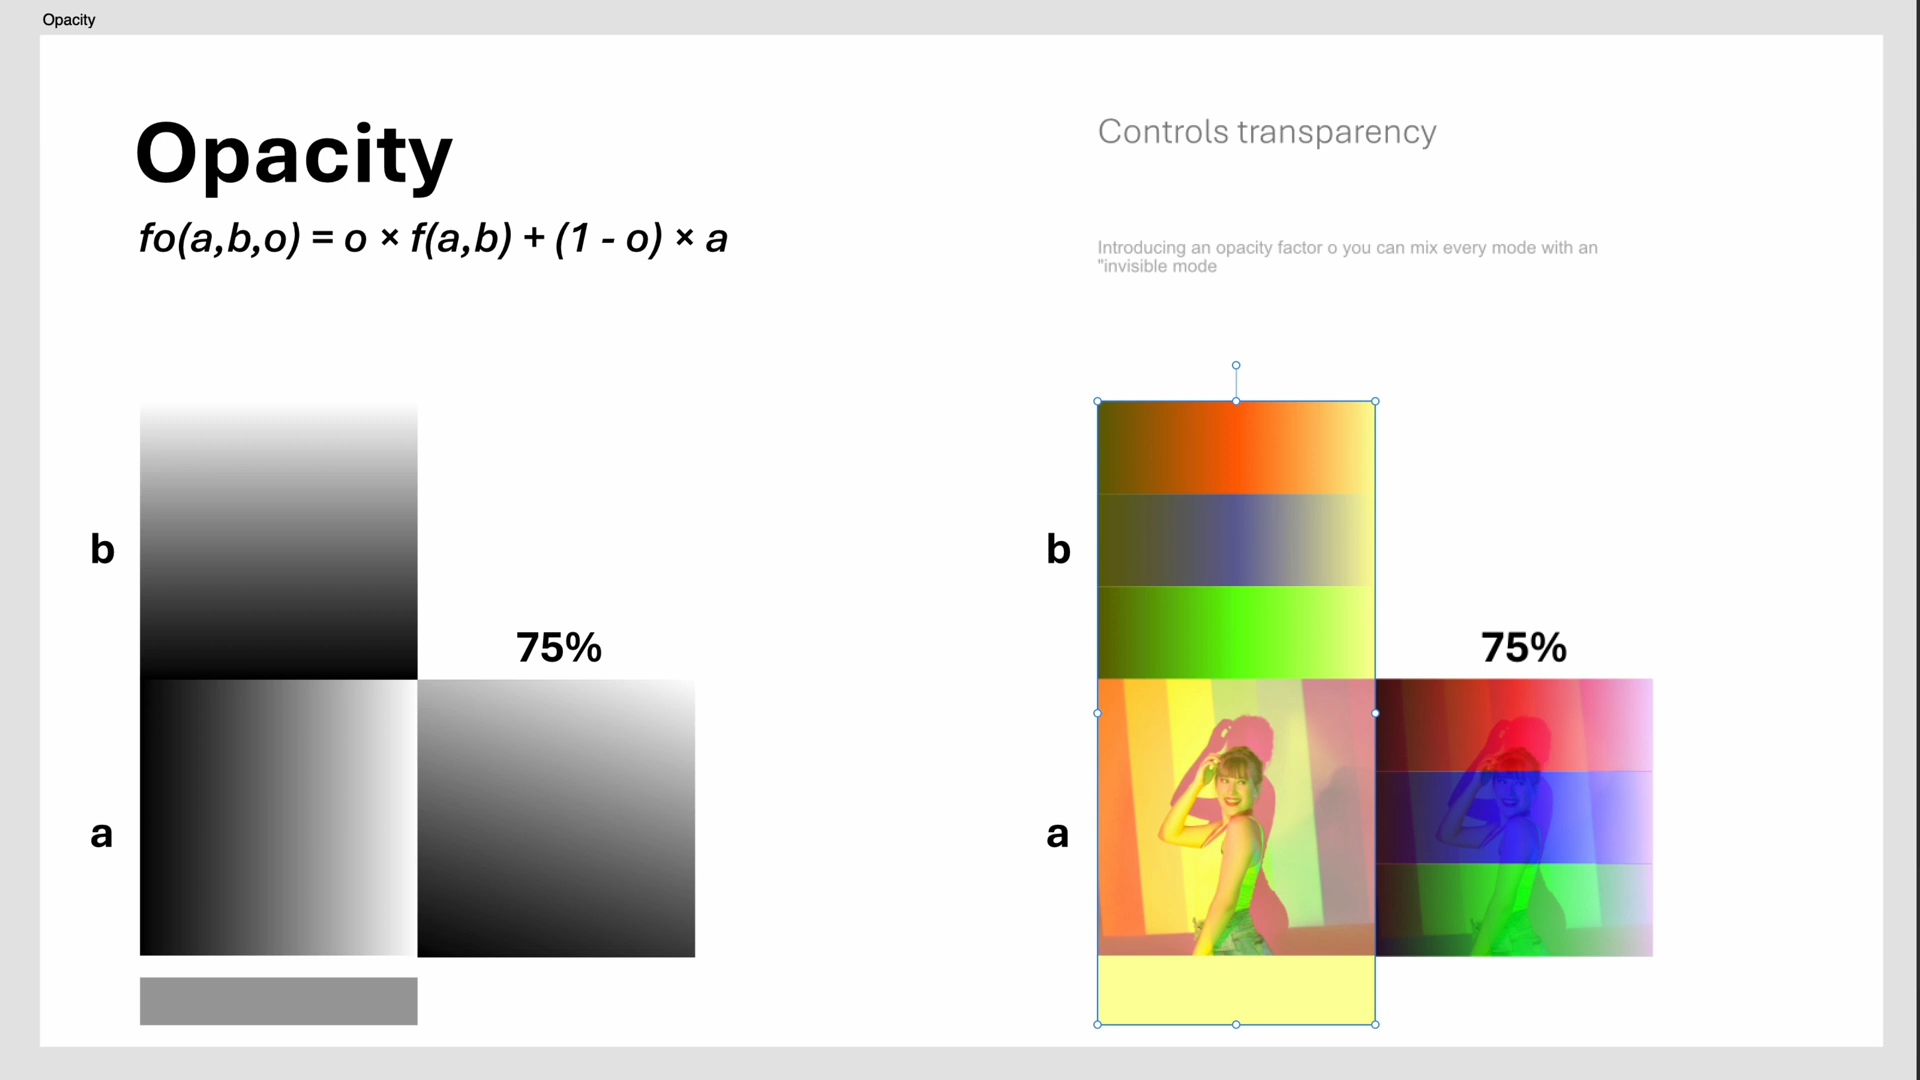 Opacity
Opacity
fo(a,b,o) = o × f(a,b) + (1 - o) × a
Controls transparency
Introducing an opacity factor o you can mix every mode with an
"invisible mode
b
75%
a
b
75%
a